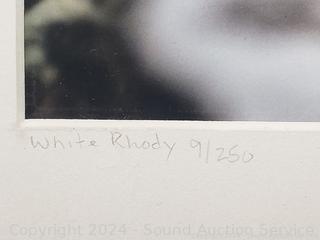 White Rhody 9/250
Copyright 2024 - Sound Auction Service